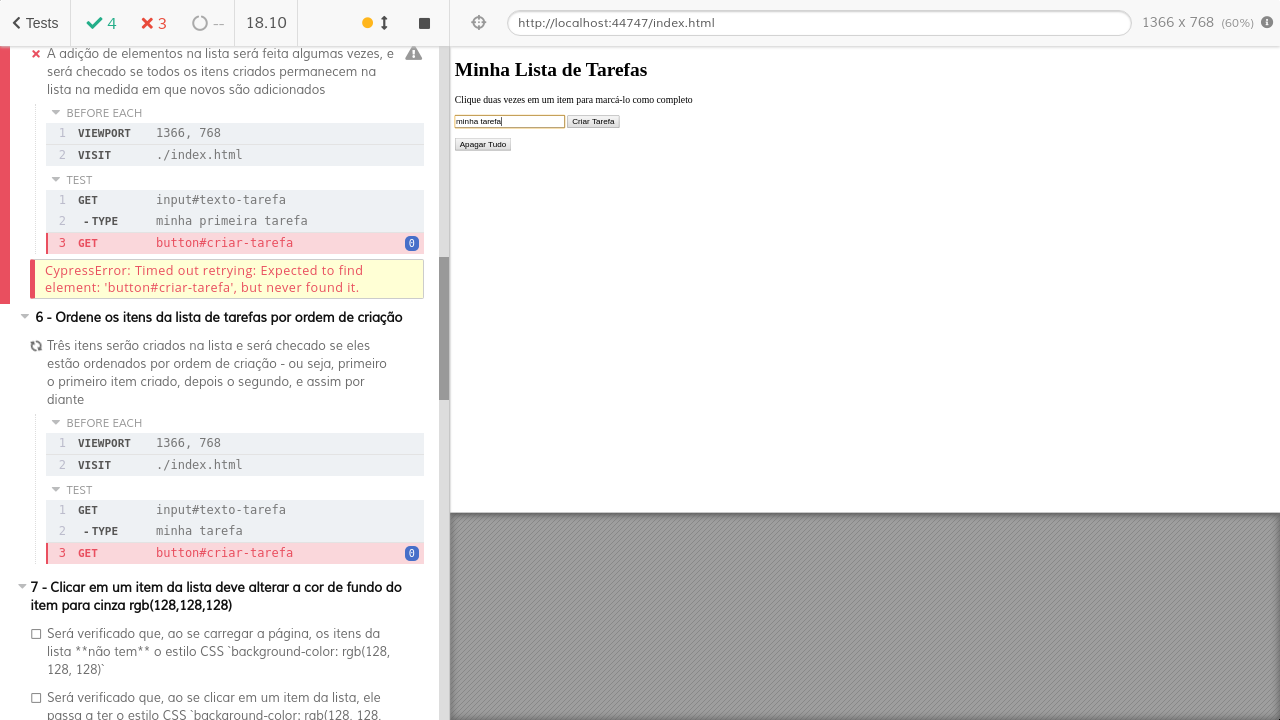 Tests
4
3
--
18.10
http://localhost:44747/index.html
1366 x 768 (60%)
A adição de elementos na lista será feita algumas vezes, e
será checado se todos os itens criados permanecem na
lista na medida em que novos são adicionados
BEFORE EACH
1 VIEWPORT 1366, 768
2 VISIT ./index.html
TEST
1 GET input#texto-tarefa
2 -TYPE minha primeira tarefa
3 GET button#criar-tarefa 0
CypressError: Timed out retrying: Expected to find
element: 'button#criar-tarefa', but never found it.
6 - Ordene os itens da lista de tarefas por ordem de criação
Três itens serão criados na lista e será checado se eles
estão ordenados por ordem de criação - ou seja, primeiro
o primeiro item criado, depois o segundo, e assim por
diante
BEFORE EACH
1 VIEWPORT 1366, 768
2 VISIT ./index.html
TEST
1 GET input#texto-tarefa
2 -TYPE minha tarefa
3 GET button#criar-tarefa 0
7 - Clicar em um item da lista deve alterar a cor de fundo do
item para cinza rgb(128,128,128)
Será verificado que, ao se carregar a página, os itens da
lista **não tem** o estilo CSS `background-color: rgb(128,
128, 128)`
Será verificado que, ao se clicar em um item da lista, ele
passa a ter o estilo CSS `background-color: rgb(128, 128,
Minha Lista de Tarefas
Clique duas vezes em um item para marcá-lo como completo
minha tarefa
Criar Tarefa
Apagar Tudo